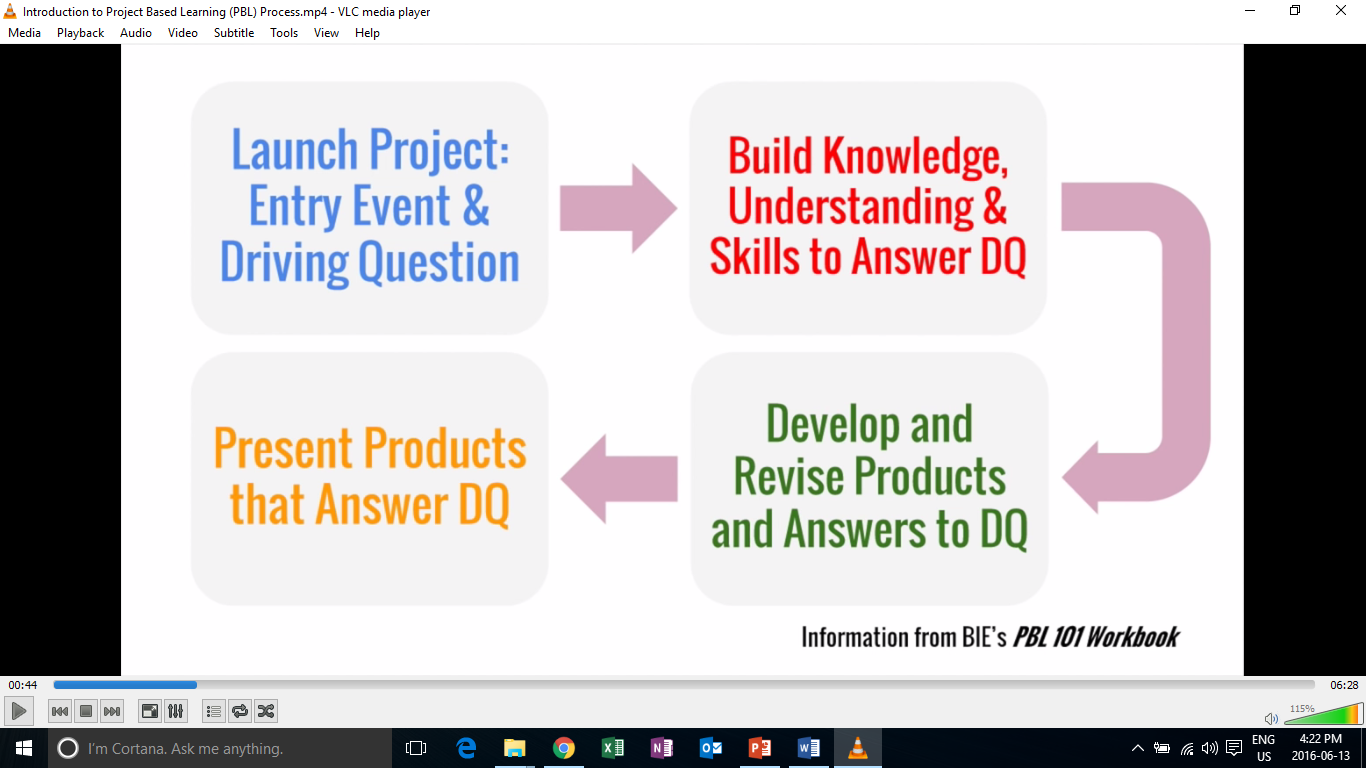 Introduction to Project Based Learning (PBL) Process.mp4 - VLC media player
Media Playback Audio Video Subtitle Tools View Help
Launch Project:
Entry Event &
Driving Question
Build Knowledge,
Understanding &
Skills to Answer DQ
Develop and
Revise Products
and Answers to DQ
Present Products
that Answer DQ
Information from BIE's PBL 101 Workbook
00:44
06:28
115%
I'm Cortana. Ask me anything.
ENG
US
4:22 PM
2016-06-13